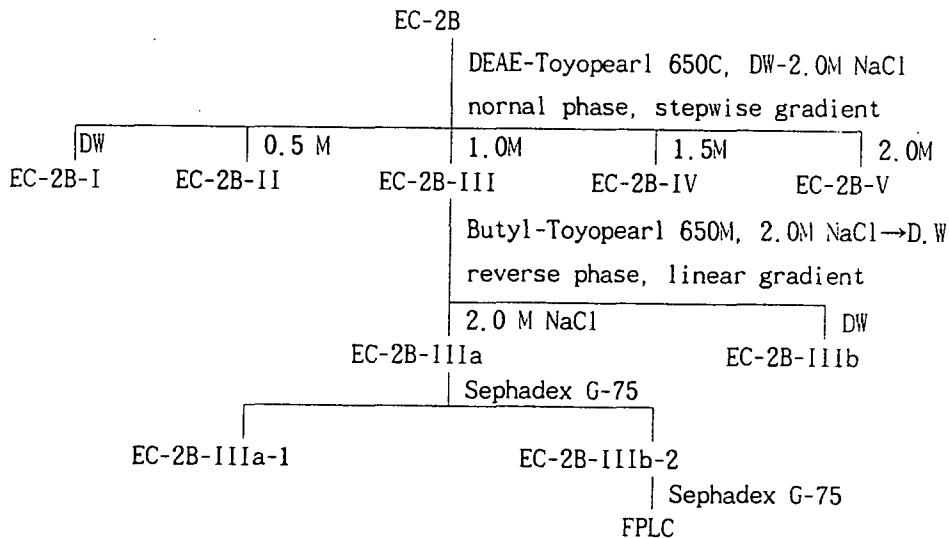 EC-2B
DEAE-Toyopearl 650C, DW-2.0M NaCl
nornal phase, stepwise gradient
DW 0.5 M 1.0M 1.5M 2.0M
EC-2B-I EC-2B-II EC-2B-III EC-2B-IV EC-2B-V
Butyl-Toyopearl 650M, 2.0M NaCl→D.W
reverse phase, linear gradient
2.0 M NaCl DW
EC-2B-IIIa EC-2B-IIIb
Sephadex G-75
EC-2B-IIIa-1 EC-2B-IIIb-2
Sephadex G-75
FPLC